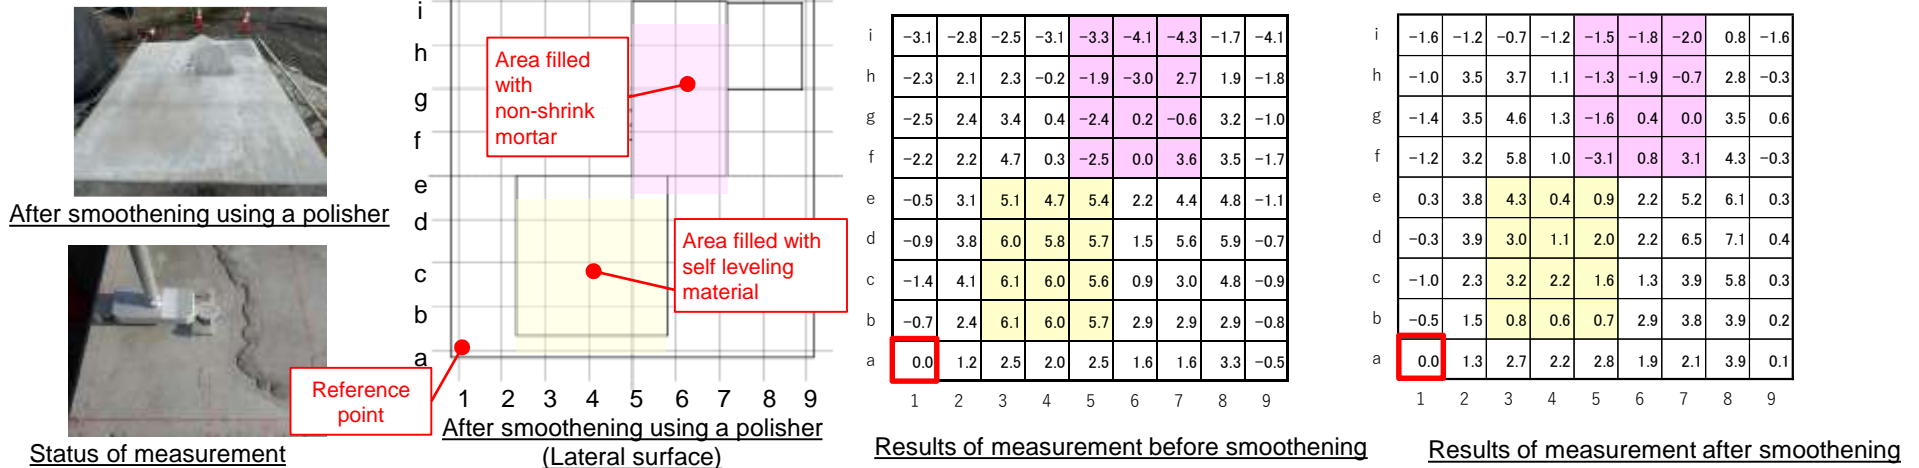 After smoothening using a polisher
Status of measurement
i
h
g
f
e
d
c
b
a
1 2 3 4 5 6 7 8 9
Area filled
with
non-shrink
mortar
Area filled with
self leveling
material
Reference
point
After smoothening using a polisher
(Lateral surface)
i −3.1 −2.8 −2.5 −3.1 −3.3 −4.1 −4.3 −1.7 −4.1
h −2.3 2.1 2.3 −0.2 −1.9 −3.0 2.7 1.9 −1.8
g −2.5 2.4 3.4 0.4 −2.4 0.2 −0.6 3.2 −1.0
f −2.2 2.2 4.7 0.3 −2.5 0.0 3.6 3.5 −1.7
e −0.5 3.1 5.1 4.7 5.4 2.2 4.4 4.8 −1.1
d −0.9 3.8 6.0 5.8 5.7 1.5 5.6 5.9 −0.7
c −1.4 4.1 6.1 6.0 5.6 0.9 3.0 4.8 −0.9
b −0.7 2.4 6.1 6.0 5.7 2.9 2.9 2.9 −0.8
a 0.0 1.2 2.5 2.0 2.5 1.6 1.6 3.3 −0.5
1 2 3 4 5 6 7 8 9
Results of measurement before smoothening
i −1.6 −1.2 −0.7 −1.2 −1.5 −1.8 −2.0 0.8 −1.6
h −1.0 3.5 3.7 1.1 −1.3 −1.9 −0.7 2.8 −0.3
g −1.4 3.5 4.6 1.3 −1.6 0.4 0.0 3.5 0.6
f −1.2 3.2 5.8 1.0 −3.1 0.8 3.1 4.3 −0.3
e 0.3 3.8 4.3 0.4 0.9 2.2 5.2 6.1 0.3
d −0.3 3.9 3.0 1.1 2.0 2.2 6.5 7.1 0.4
c −1.0 2.3 3.2 2.2 1.6 1.3 3.9 5.8 0.3
b −0.5 1.5 0.8 0.6 0.7 2.9 3.8 3.9 0.2
a 0.0 1.3 2.7 2.2 2.8 1.9 2.1 3.9 0.1
1 2 3 4 5 6 7 8 9
Results of measurement after smoothening